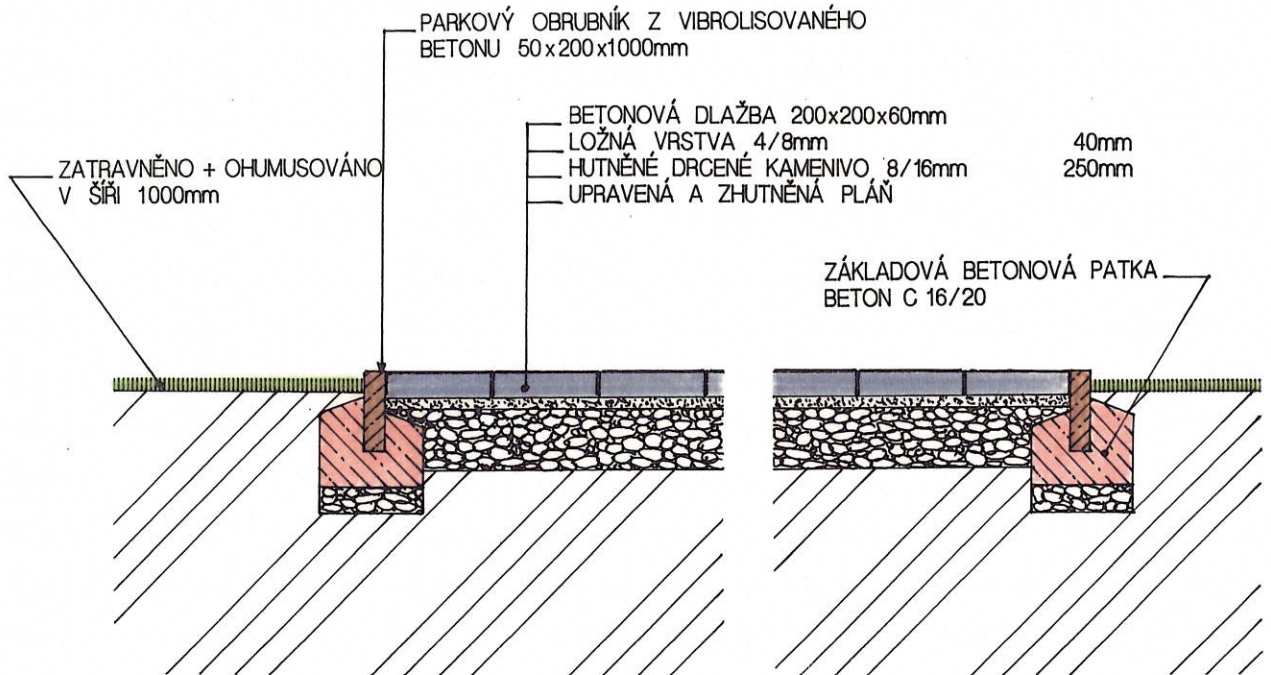 PARKOVÝ OBRUBNÍK Z VIBROLISOVANÉHO
BETONU 50x200x1000mm
BETONOVÁ DLAŽBA 200x200x60mm
LOŽNÁ VRSTVA 4/8mm 40mm
HUTNĚNÉ DRCENÉ KAMENIVO 8/16mm 250mm
UPRAVENÁ A ZHUTNĚNÁ PLÁŇ
ZATRAVNĚNO + OHUMUSOVÁNO
V ŠÍŘI 1000mm
ZÁKLADOVÁ BETONOVÁ PATKA
BETON C 16/20